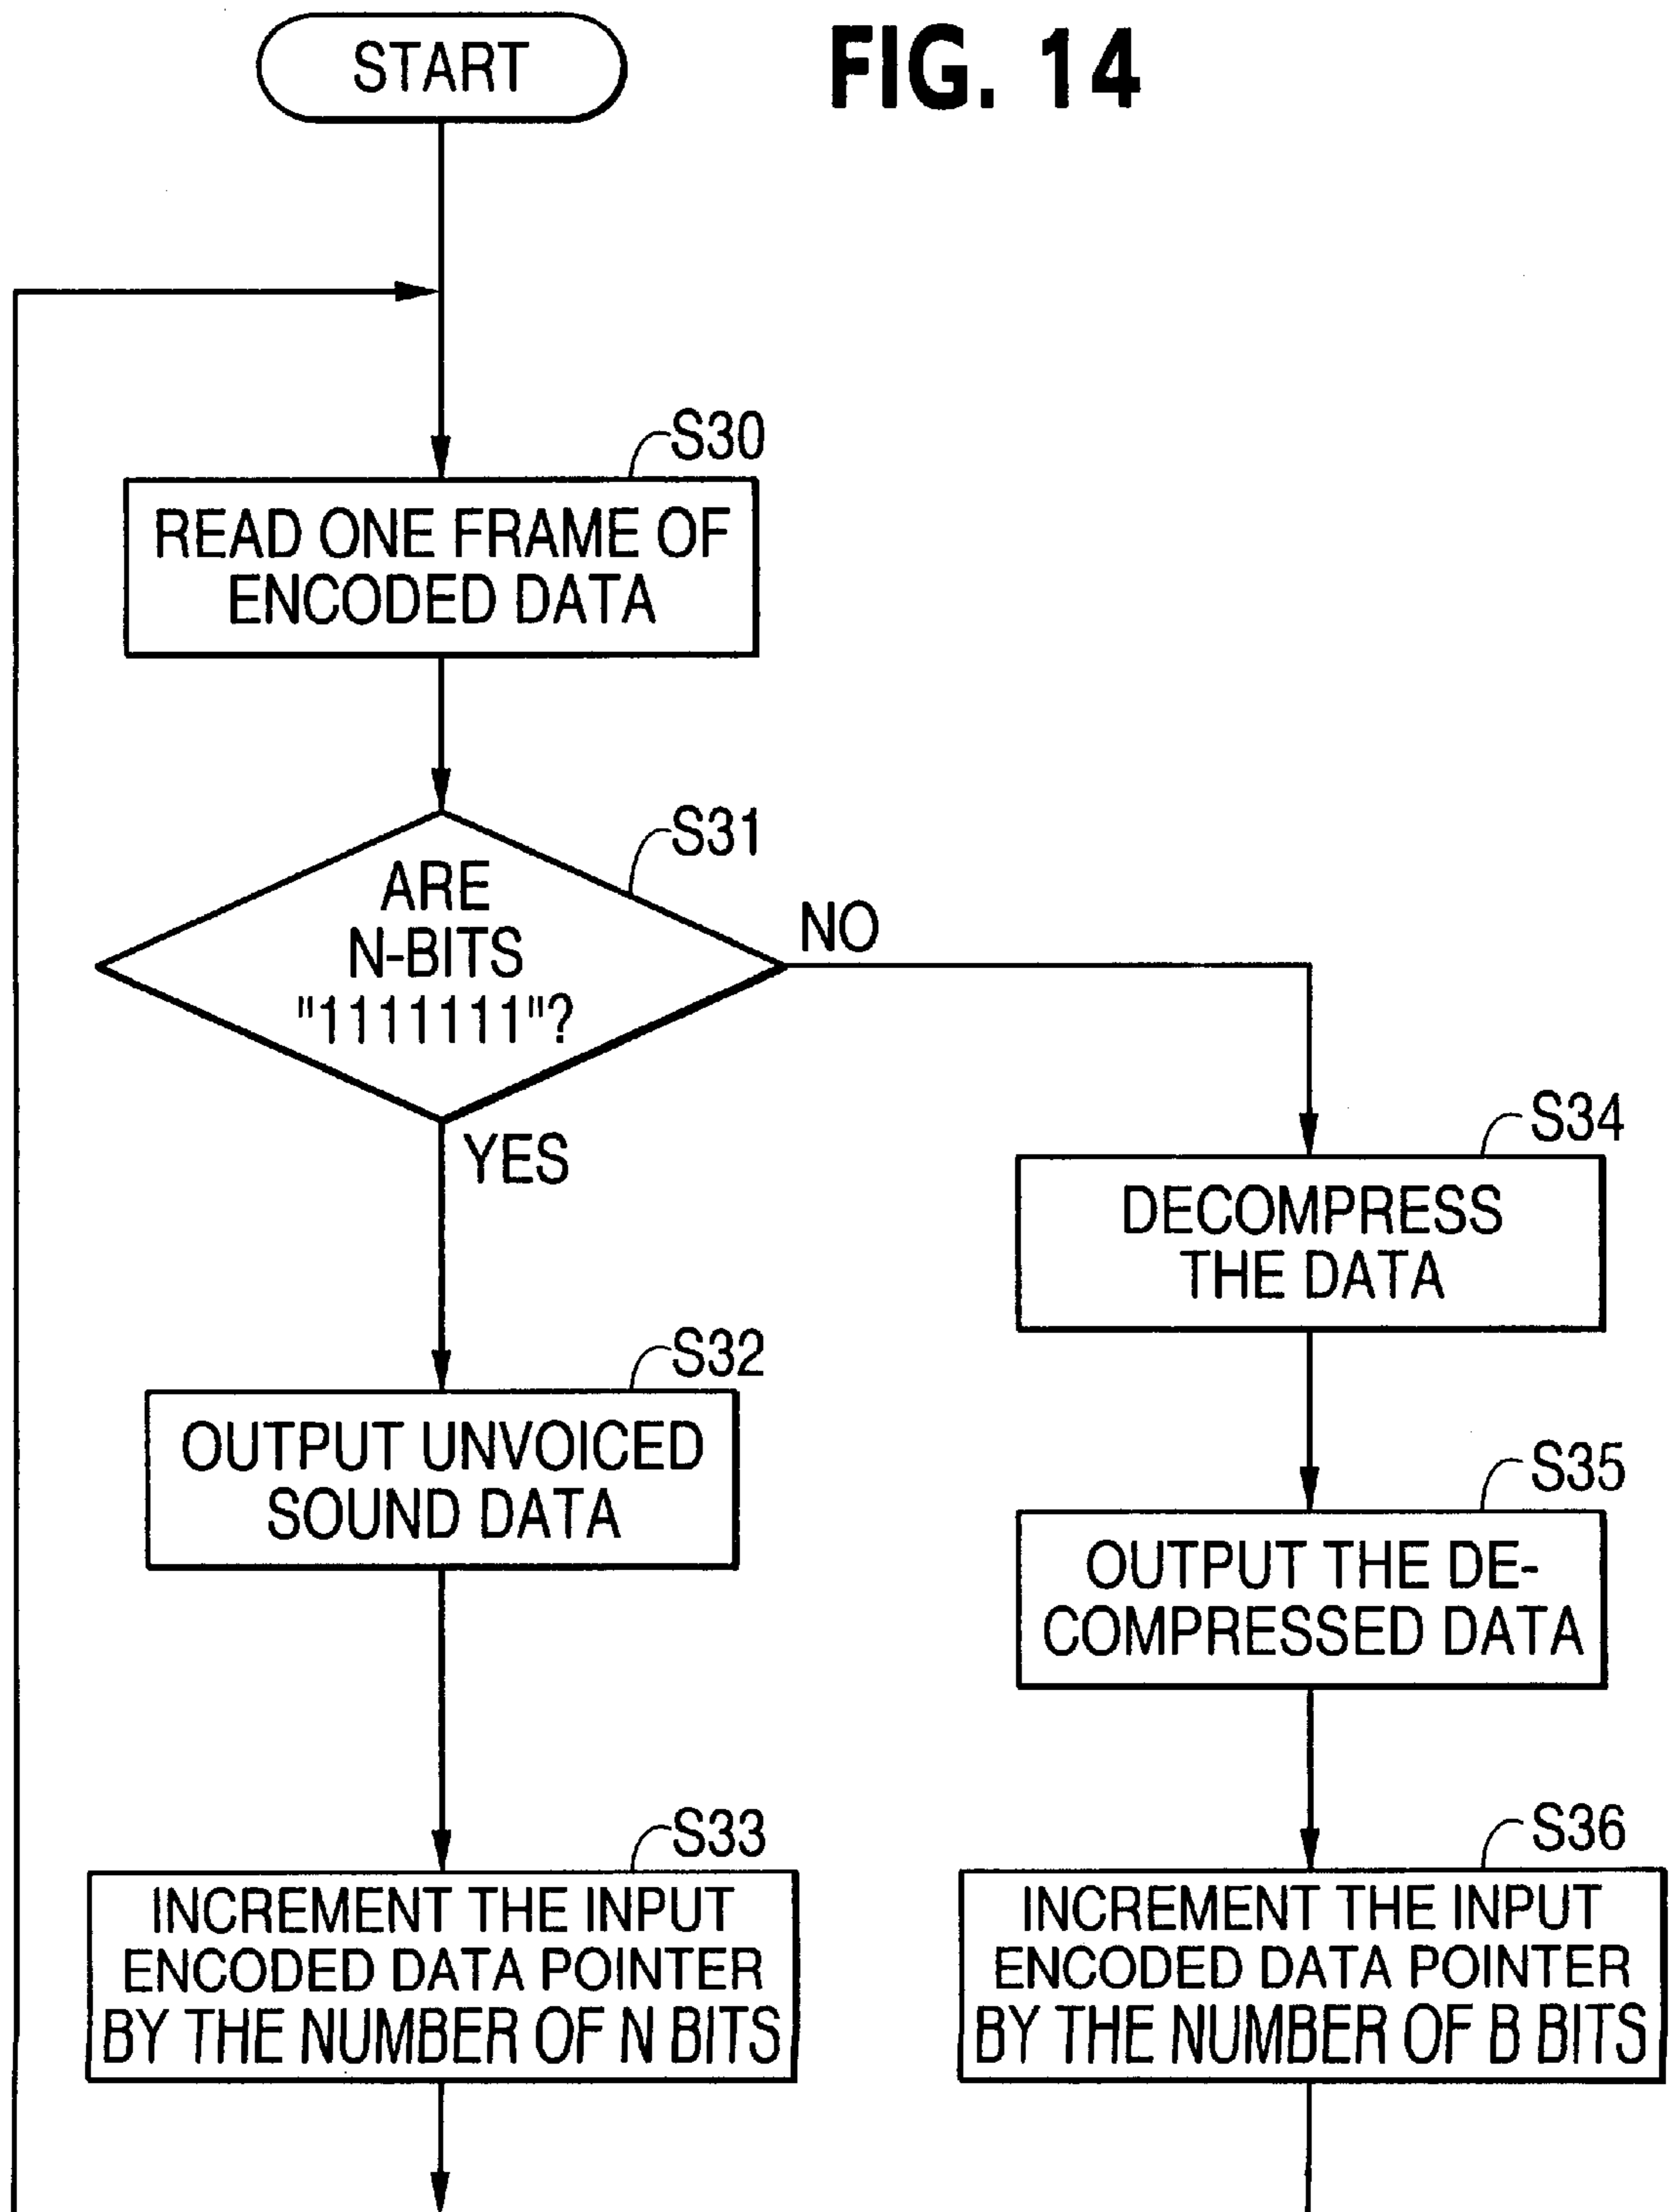 START
FIG. 14
S30
READ ONE FRAME OF
ENCODED DATA
S31
ARE
N-BITS
"1111111"?
NO
YES
S34
DECOMPRESS
THE DATA
S32
OUTPUT UNVOICED
SOUND DATA
S35
OUTPUT THE DE-
COMPRESSED DATA
S33
INCREMENT THE INPUT
ENCODED DATA POINTER
BY THE NUMBER OF N BITS
S36
INCREMENT THE INPUT
ENCODED DATA POINTER
BY THE NUMBER OF B BITS